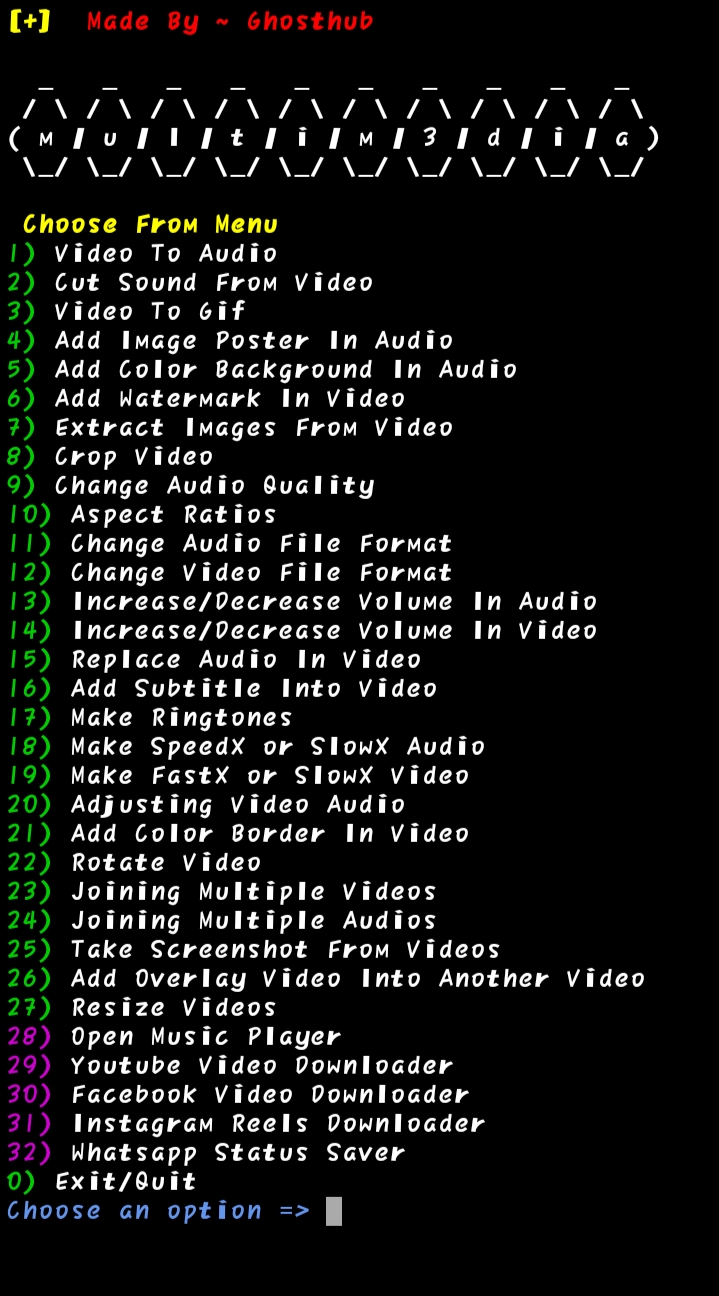 [+] Made By ~ Ghosthub
( m / u / l / t / i / m / 3 / d / i / a )
Choose From Menu
1) Video To Audio
2) Cut Sound From Video
3) Video To Gif
4) Add Image Poster In Audio
5) Add Color Background In Audio
6) Add Watermark In Video
7) Extract Images From Video
8) Crop Video
9) Change Audio Quality
10) Aspect Ratios
11) Change Audio File Format
12) Change Video File Format
13) Increase/Decrease Volume In Audio
14) Increase/Decrease Volume In Video
15) Replace Audio In Video
16) Add Subtitle Into Video
17) Make Ringtones
18) Make SpeedX or SlowX Audio
19) Make FastX or SlowX Video
20) Adjusting Video Audio
21) Add Color Border In Video
22) Rotate Video
23) Joining Multiple Videos
24) Joining Multiple Audios
25) Take Screenshot From Videos
26) Add Overlay Video Into Another Video
27) Resize Videos
28) Open Music Player
29) Youtube Video Downloader
30) Facebook Video Downloader
31) Instagram Reels Downloader
32) Whatsapp Status Saver
0) Exit/Quit
Choose an option =>